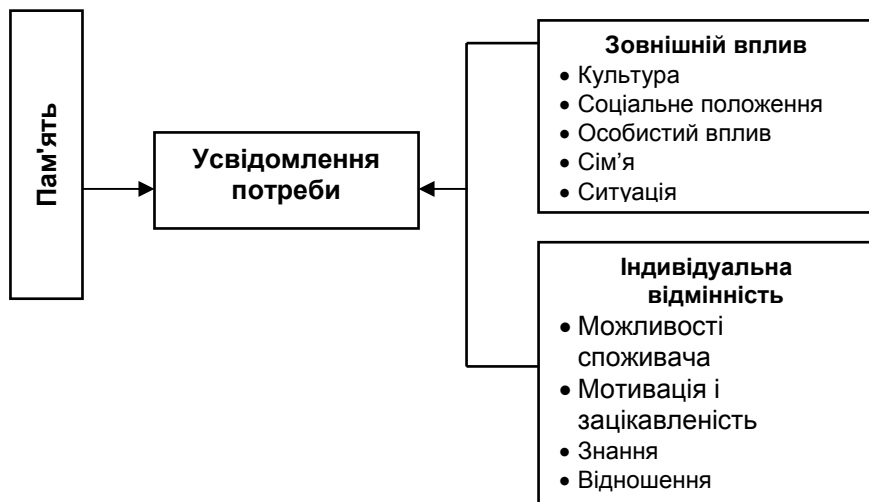 Пам'ять
Усвідомлення
потреби
Зовнішній вплив
• Культура
• Соціальне положення
• Особистий вплив
• Сім’я
• Ситуація
Індивідуальна
відмінність
• Можливості
споживача
• Мотивація і
зацікавленість
• Знання
• Відношення